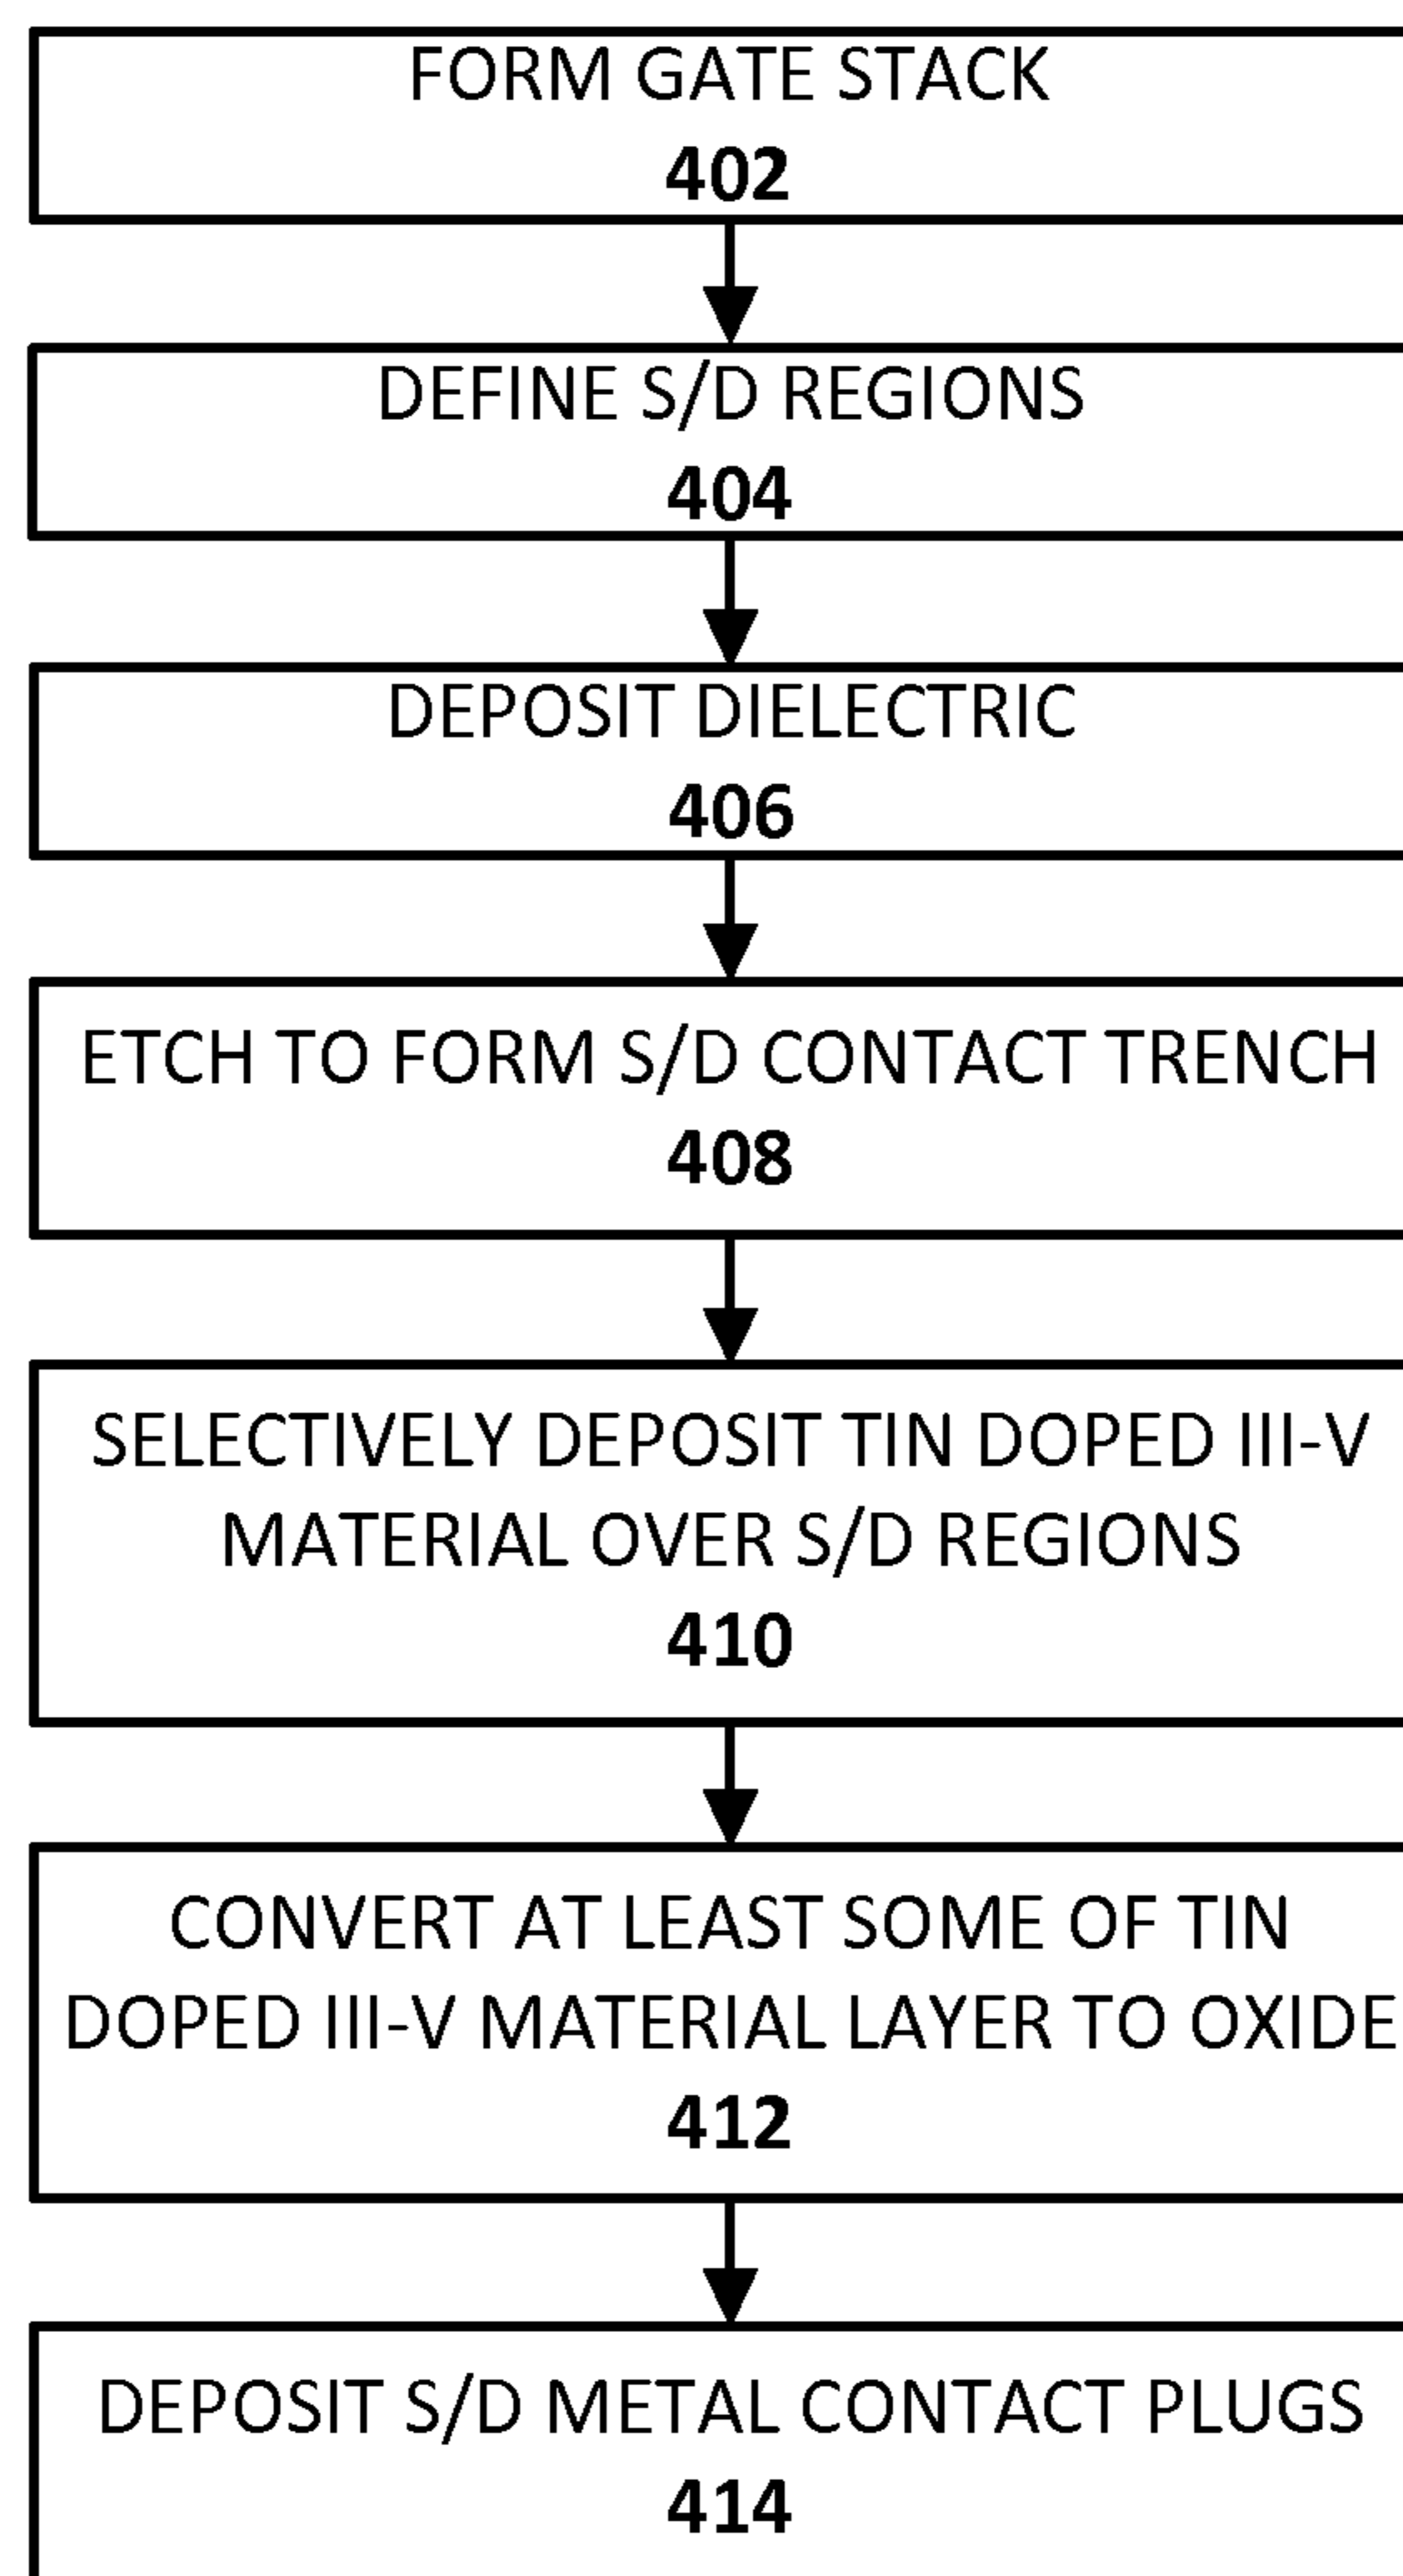 FORM GATE STACK
402
DEFINE S/D REGIONS
404
DEPOSIT DIELECTRIC
406
ETCH TO FORM S/D CONTACT TRENCH
408
SELECTIVELY DEPOSIT TIN DOPED III-V
MATERIAL OVER S/D REGIONS
410
CONVERT AT LEAST SOME OF TIN
DOPED III-V MATERIAL LAYER TO OXIDE
412
DEPOSIT S/D METAL CONTACT PLUGS
414